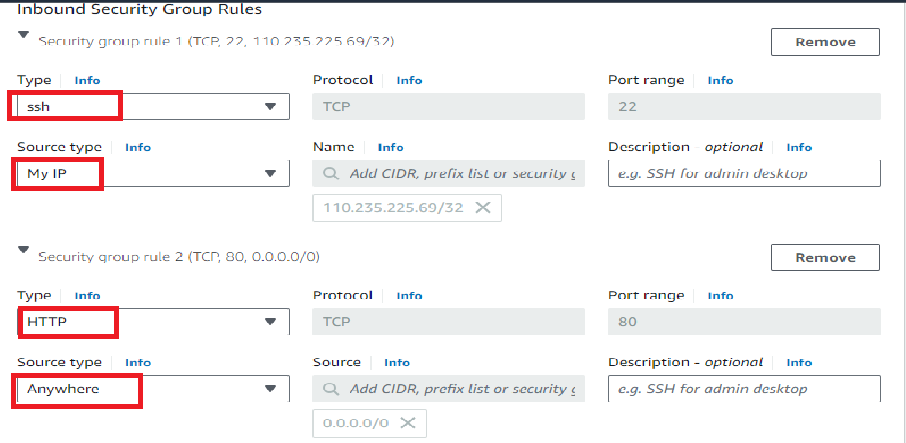 Inbound Security Group Rules
Security group rule 1 (TCP, 22, 110.235.225.69/32)
Remove
Type Info Protocol Info Port range Info
ssh TCP 22
Source type Info Name Info Description - optional Info
My IP Add CIDR, prefix list or security g e.g. SSH for admin desktop
110.235.225.69/32
Security group rule 2 (TCP, 80, 0.0.0.0/0)
Remove
Type Info Protocol Info Port range Info
HTTP TCP 80
Source type Info Source Info Description - optional Info
Anywhere Add CIDR, prefix list or security g e.g. SSH for admin desktop
0.0.0.0/0